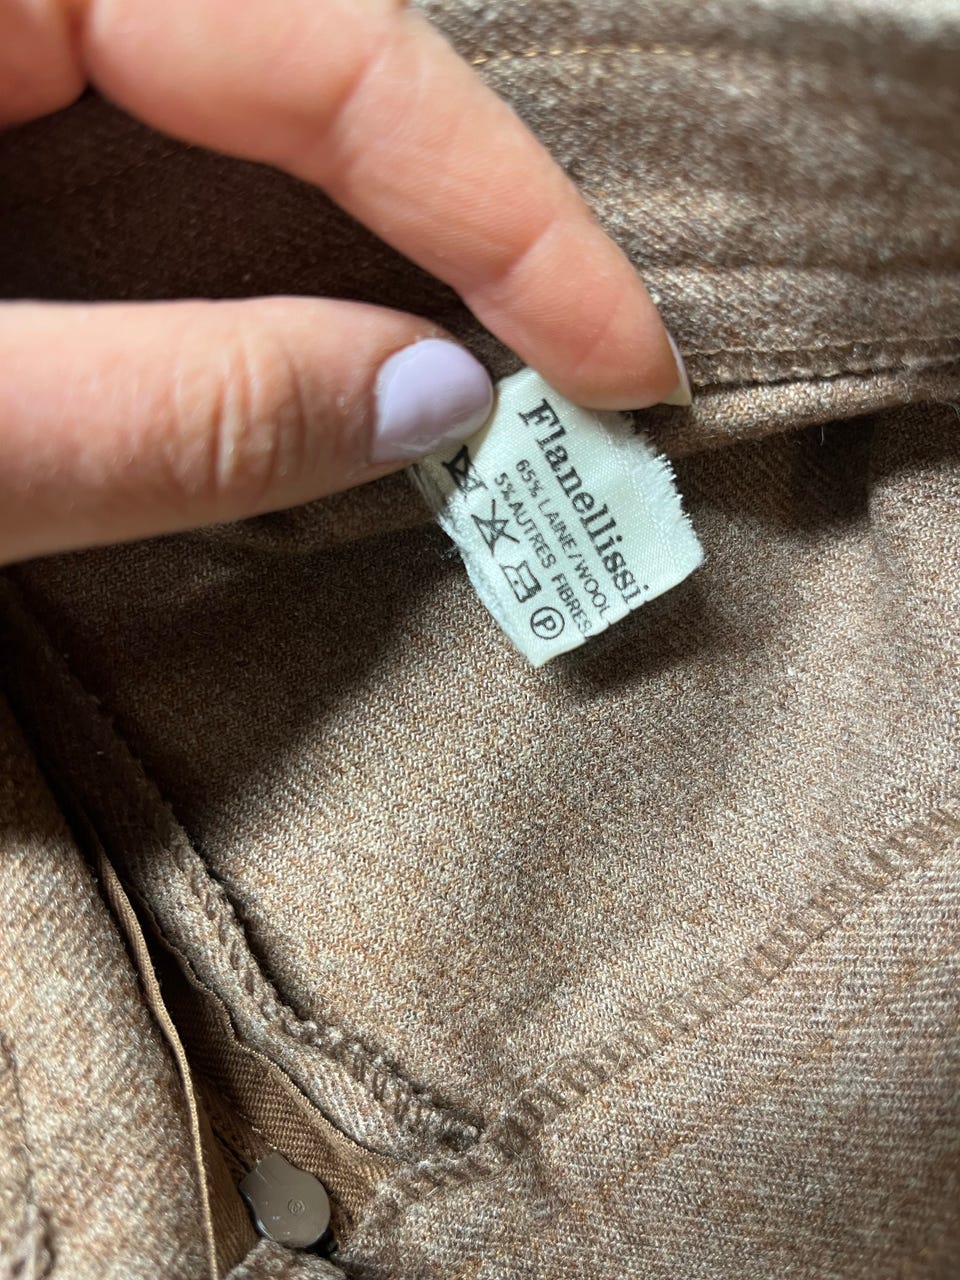 Flanellissi
65% LAINE/WOOL
5% AUTRES FIBRES
P